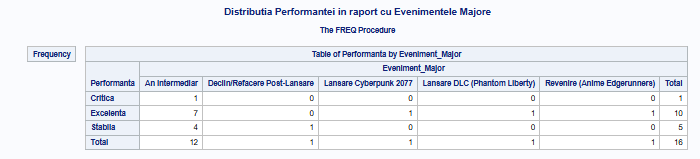 Distributia Performantei in raport cu Evenimentele Majore
The FREQ Procedure
Frequency
Table of Performanta by Eveniment_Major
Eveniment_Major
Performanta An Intermediar Declin/Refacere Post-Lansare Lansare Cyberpunk 2077 Lansare DLC (Phantom Liberty) Revenire (Anime Edgerunners) Total
Critica 1 0 0 0 0 1
Excelenta 7 0 1 1 1 10
Stabila 4 1 0 0 0 5
Total 12 1 1 1 1 16